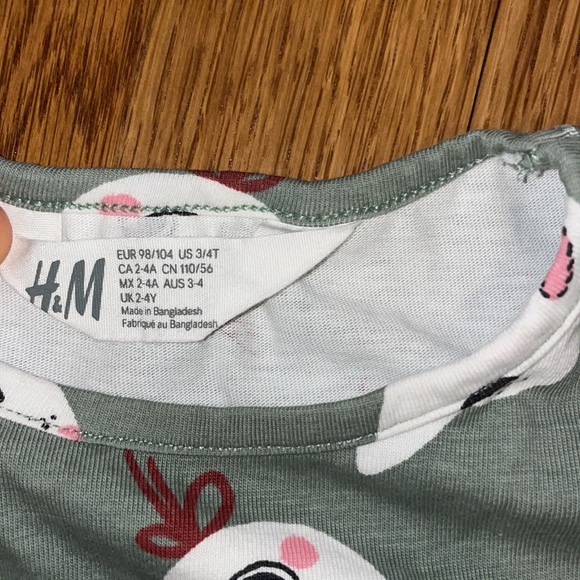 H&M
EUR 98/104 US 3/4T
CA 2-4A CN 110/56
MX 2-4A AUS 3-4
UK 2-4Y
Made in Bangladesh
Fabriqué au Bangladesh